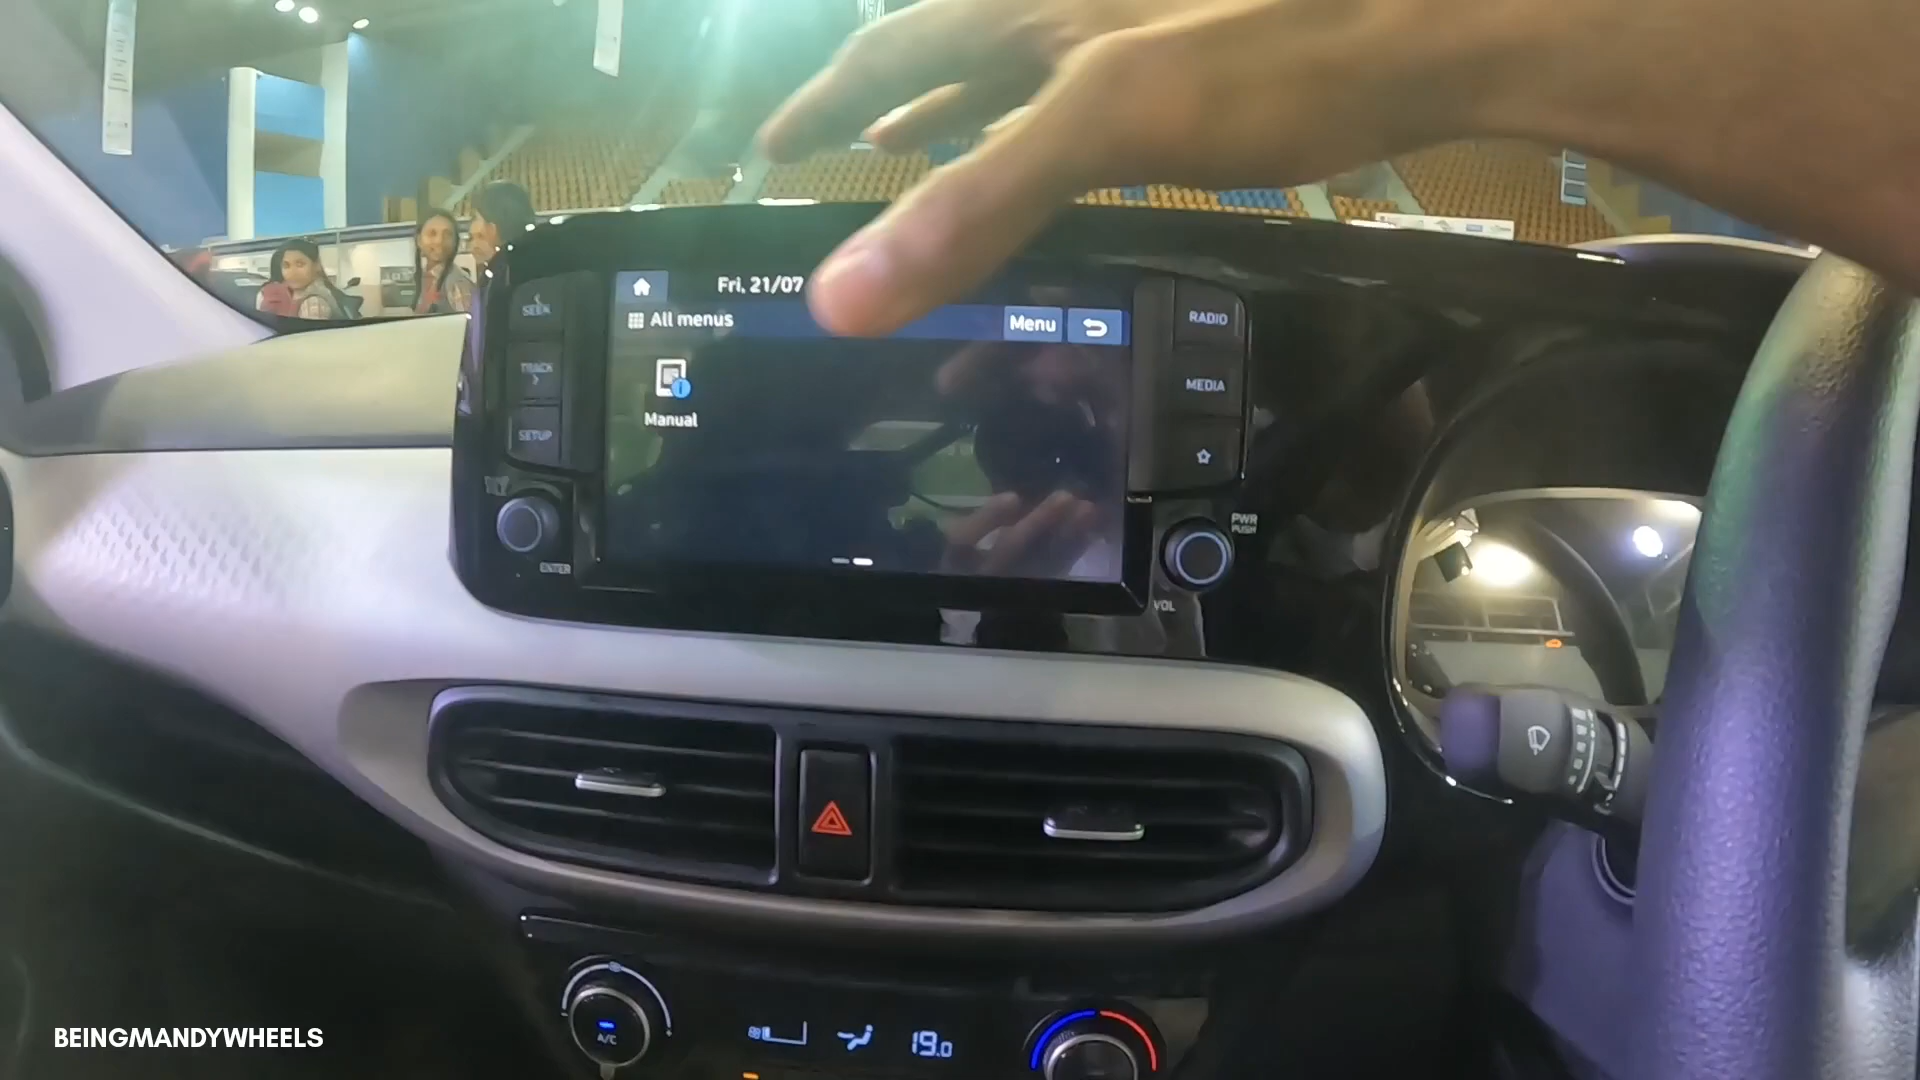 Fri, 21/07
All menus
Menu
Manual
SEEK
TRACK
SETUP
RADIO
MEDIA
PWR
PUSH
VOL
ENTER
A/C
19.0
BEINGMANDYWHEELS